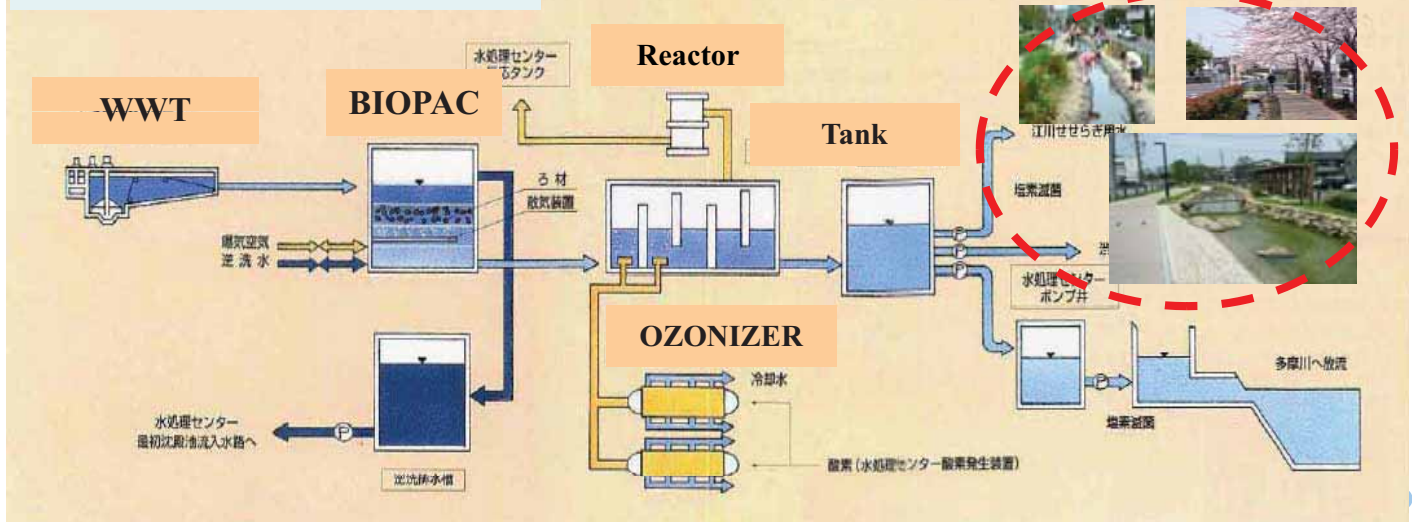 WWT
BIOPAC
水処理センター
Reactor
Tank
OZONIZER
ろ材
散気装置
曝気空気
逆洗水
江川せせらぎ用水
塩素滅菌
水処理センター
ポンプ井
多摩川へ放流
塩素滅菌
冷却水
酸素(水処理センター酸素発生装置)
水処理センター
最初沈殿池流入水路へ
逆洗排水槽
P
P
P
P
P